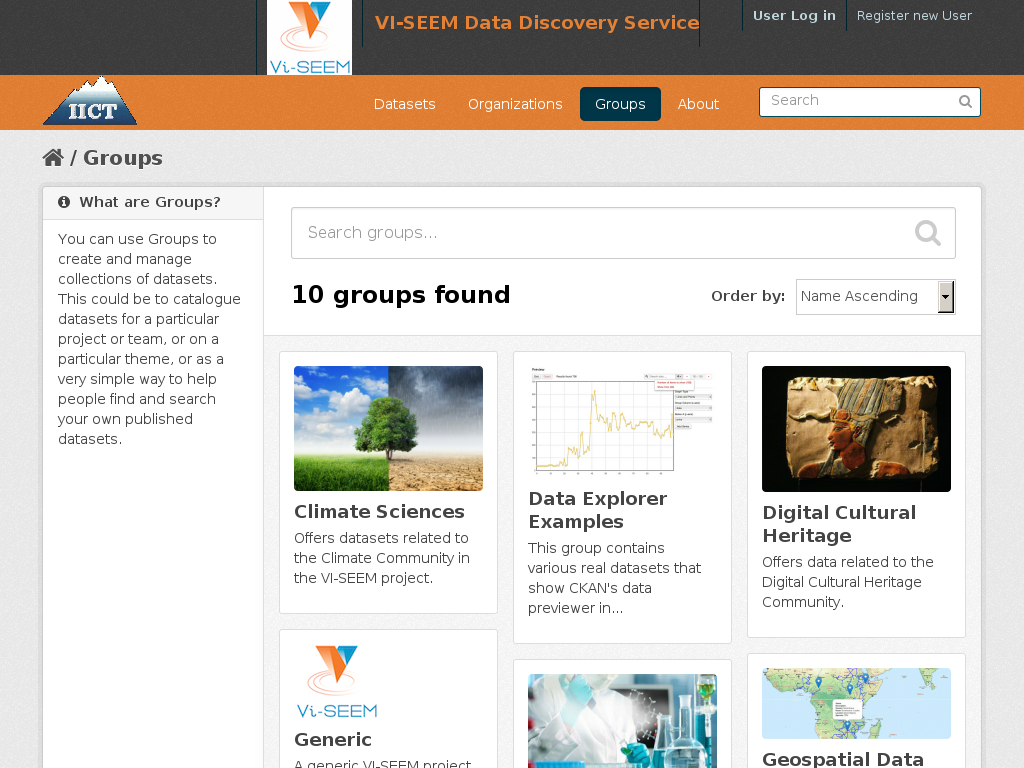 Vi-SEEM
VI-SEEM Data Discovery Service
User Log in
Register new User
IICT
Datasets
Organizations
Groups
About
Search
/ Groups
What are Groups?
You can use Groups to
create and manage
collections of datasets.
This could be to catalogue
datasets for a particular
project or team, or on a
particular theme, or as a
very simple way to help
people find and search
your own published
datasets.
Search groups...
10 groups found
Order by:
Name Ascending
Climate Sciences
Offers datasets related to
the Climate Community in
the VI-SEEM project.
Data Explorer
Examples
This group contains
various real datasets that
show CKAN's data
previewer in...
Digital Cultural
Heritage
Offers data related to the
Digital Cultural Heritage
Community.
Vi-SEEM
Generic
A generic VI-SEEM project
Geospatial Data